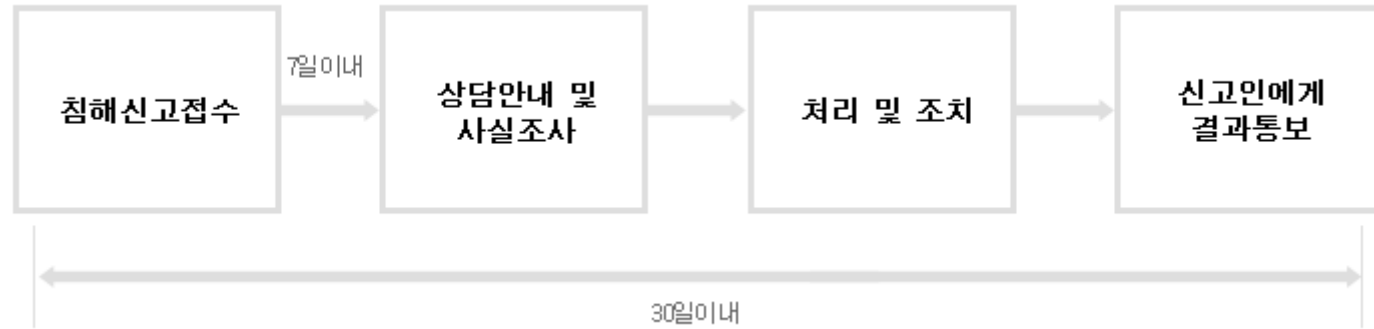 침해신고접수
7일이내
상담안내 및
사실조사
처리 및 조치
신고인에게
결과통보
30일이내